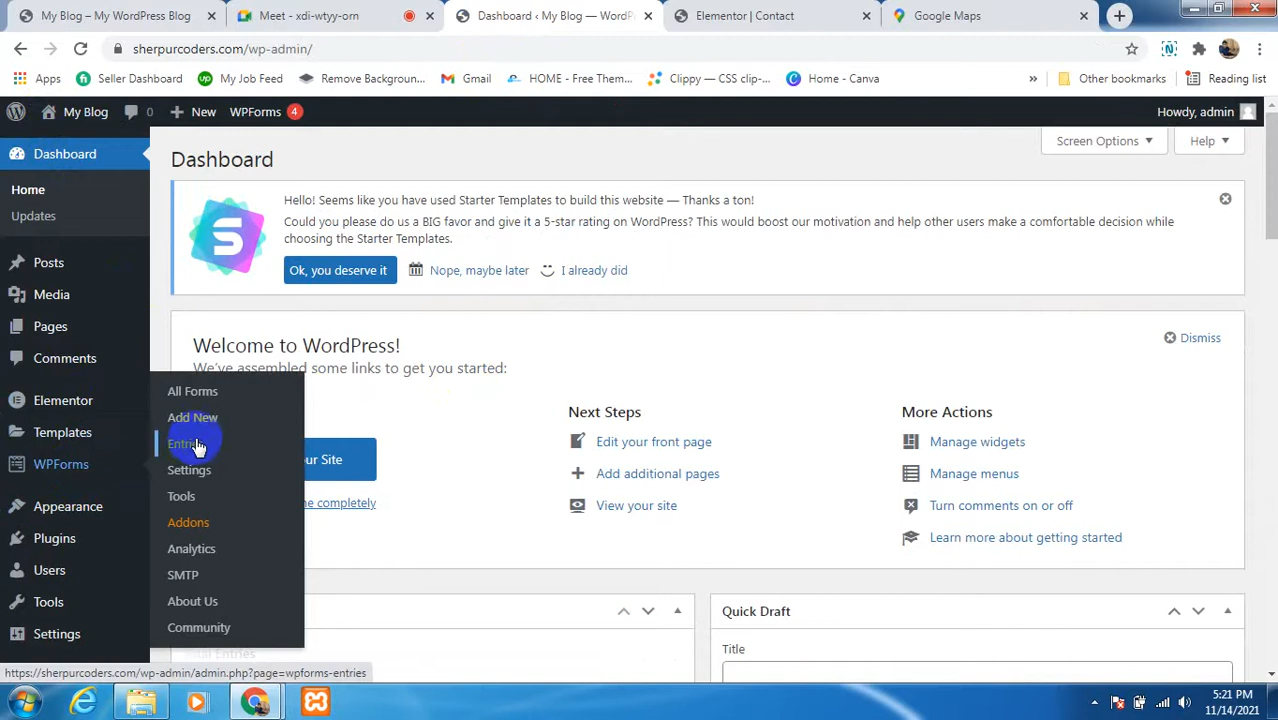 My Blog – My WordPress Blog
Meet - xdi-wtyy-orn
Dashboard ‹ My Blog — WordP
Elementor | Contact
Google Maps
sherpurcoders.com/wp-admin/
Apps
Seller Dashboard
My Job Feed
Remove Backgroun...
Gmail
HOME - Free Them...
Clippy — CSS clip-...
Home - Canva
»
Other bookmarks
Reading list
My Blog
0
New
WPForms 4
Howdy, admin
Dashboard
Home
Updates
Posts
Media
Pages
Comments
Elementor
Templates
WPForms
Appearance
Plugins
Users
Tools
Settings
All Forms
Add New
Settings
Tools
Addons
Analytics
SMTP
About Us
Community
Screen Options
Help
Dashboard
Hello! Seems like you have used Starter Templates to build this website — Thanks a ton!
Could you please do us a BIG favor and give it a 5-star rating on WordPress? This would boost our motivation and help other users make a comfortable decision while
choosing the Starter Templates.
Ok, you deserve it
Nope, maybe later
I already did
Welcome to WordPress!
We've assembled some links to get you started:
Dismiss
our Site
ne completely
Next Steps
Edit your front page
Add additional pages
View your site
More Actions
Manage widgets
Manage menus
Turn comments on or off
Learn more about getting started
Quick Draft
Title
https://sherpurcoders.com/wp-admin/admin.php?page=wpforms-entries
5:21 PM
11/14/2021